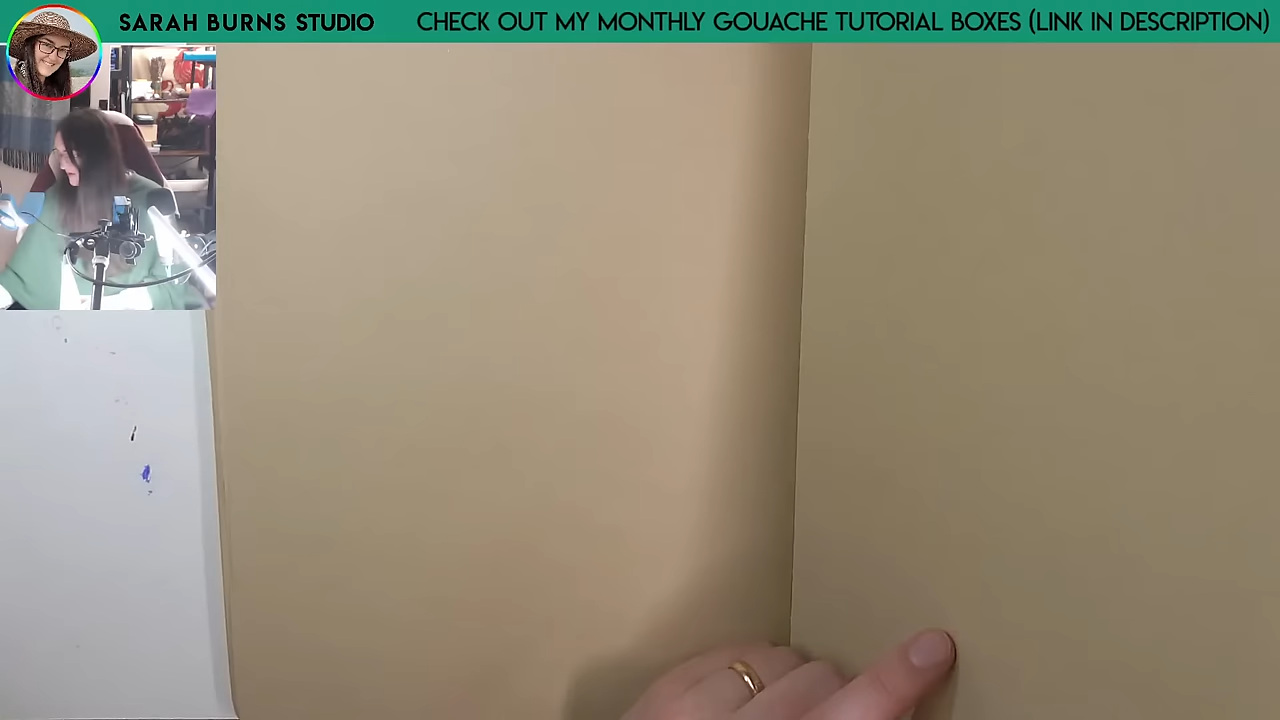 SARAH BURNS STUDIO
CHECK OUT MY MONTHLY GOUACHE TUTORIAL BOXES (LINK IN DESCRIPTION)